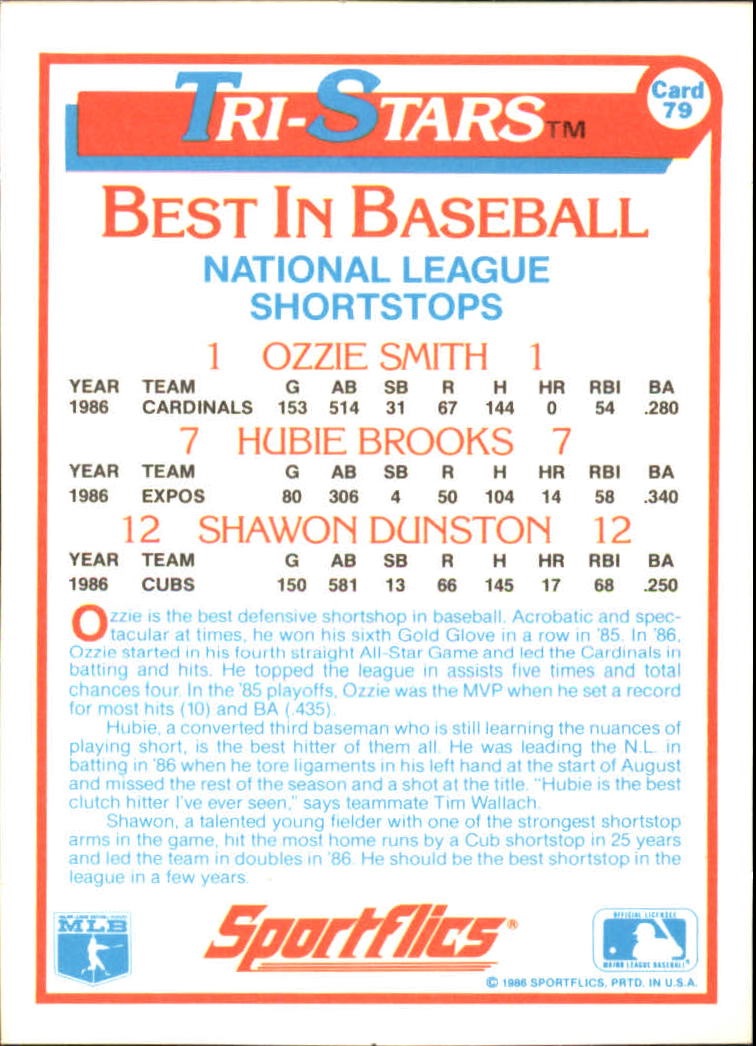 TRI-STARS™
Card
79
BEST IN BASEBALL
NATIONAL LEAGUE
SHORTSTOPS
1 OZZIE SMITH 1
YEAR TEAM G AB SB R H HR RBI BA
1986 CARDINALS 153 514 31 67 144 0 54 .280
7 HUBIE BROOKS 7
YEAR TEAM G AB SB R H HR RBI BA
1986 EXPOS 80 306 4 50 104 14 58 .340
12 SHAWON DUNSTON 12
YEAR TEAM G AB SB R H HR RBI BA
1986 CUBS 150 581 13 66 145 17 68 .250
Ozzie is the best defensive shortshop in baseball. Acrobatic and spec-
tacular at times, he won his sixth Gold Glove in a row in '85. In '86,
Ozzie started in his fourth straight All-Star Game and led the Cardinals in
batting and hits. He topped the league in assists five times and total
chances four. In the '85 playoffs, Ozzie was the MVP when he set a record
for most hits (10) and BA (.435).
Hubie, a converted third baseman who is still learning the nuances of
playing short, is the best hitter of them all. He was leading the N.L. in
batting in '86 when he tore ligaments in his left hand at the start of August
and missed the rest of the season and a shot at the title. "Hubie is the best
clutch hitter I've ever seen," says teammate Tim Wallach.
Shawon, a talented young fielder with one of the strongest shortstop
arms in the game, hit the most home runs by a Cub shortstop in 25 years
and led the team in doubles in '86. He should be the best shortstop in the
league in a few years.
MAJOR LEAGUE BASEBALL PLAYERS
MLB
Sportflics®
OFFICIAL LICENSEE
MAJOR LEAGUE BASEBALL®
© 1986 SPORTFLICS, PRTD. IN U.S.A.